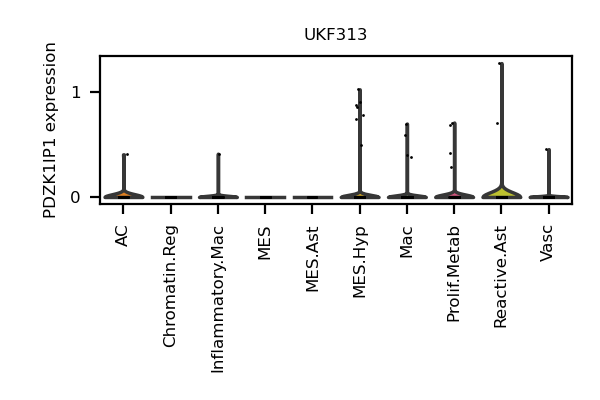 UKF313
PDZK1IP1 expression
1
0
AC
Chromatin.Reg
Inflammatory.Mac
MES
MES.Ast
MES.Hyp
Mac
Prolif.Metab
Reactive.Ast
Vasc